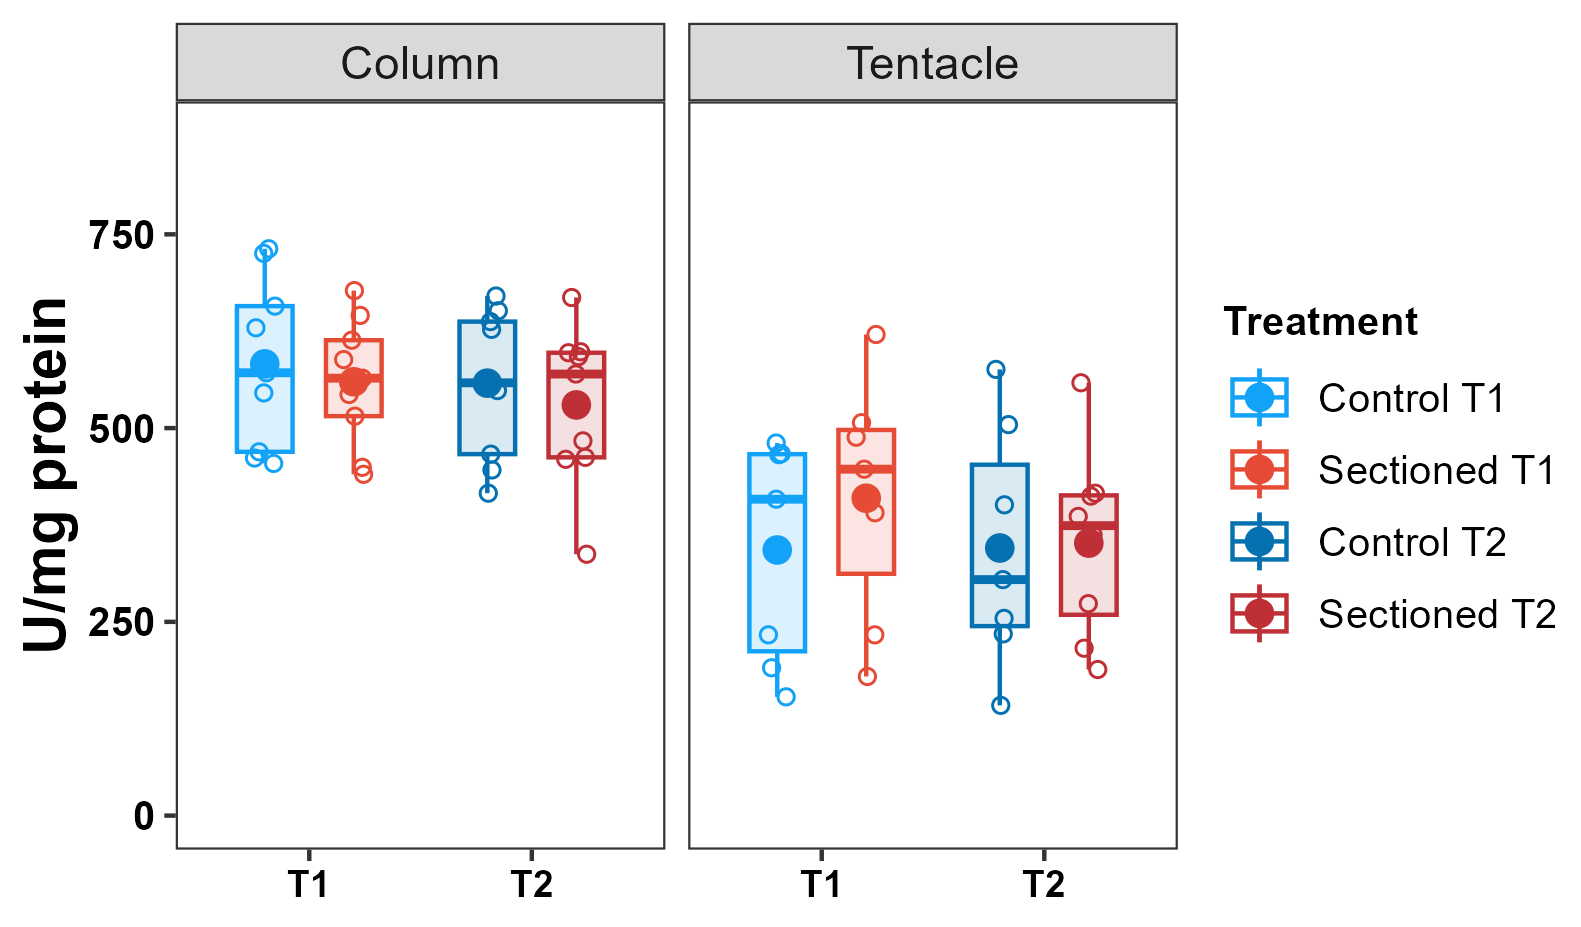 Column
Tentacle
U/mg protein
750
500
250
0
T1
T2
T1
T2
Treatment
Control T1
Sectioned T1
Control T2
Sectioned T2